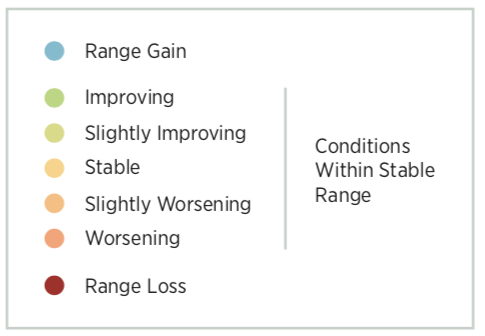 Range Gain
Improving
Slightly Improving
Stable
Slightly Worsening
Worsening
Range Loss
Conditions
Within Stable
Range